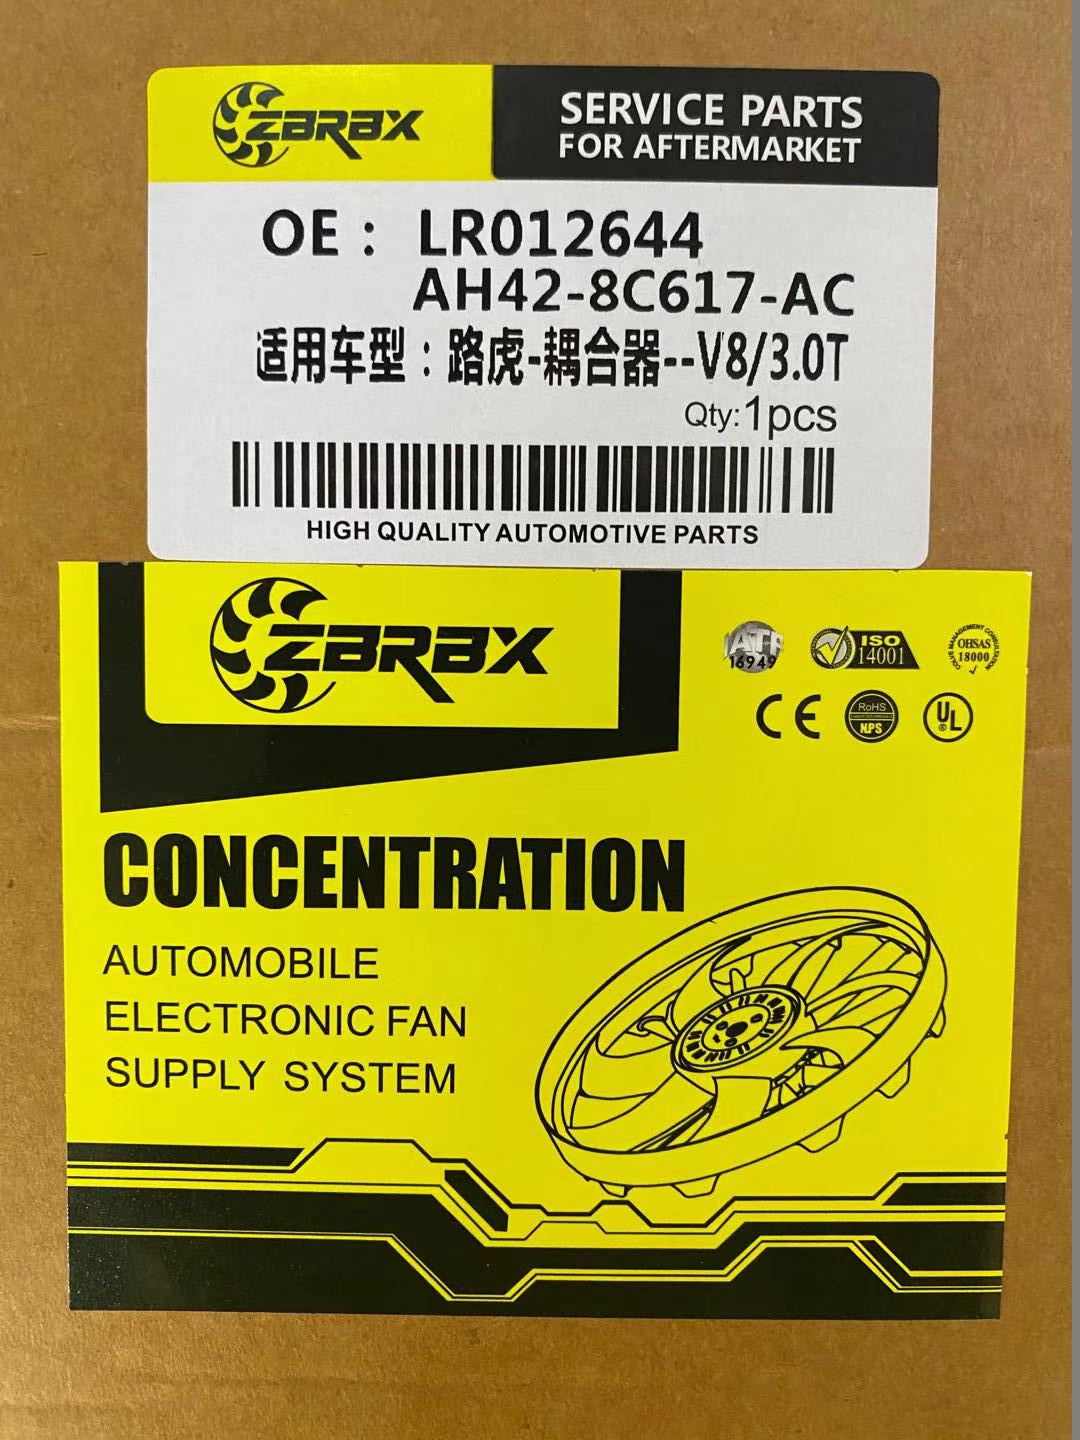 ZBRBX
SERVICE PARTS
FOR AFTERMARKET
OE： LR012644
AH42-8C617-AC
适用车型：路虎-耦合器--V8/3.0T
Qty:1pcs
HIGH QUALITY AUTOMOTIVE PARTS
ZBRBX
IATF
16949
ISO
14001
OHSAS
18000
CE
RoHS
NPS
UL
®
CONCENTRATION
AUTOMOBILE
ELECTRONIC FAN
SUPPLY SYSTEM